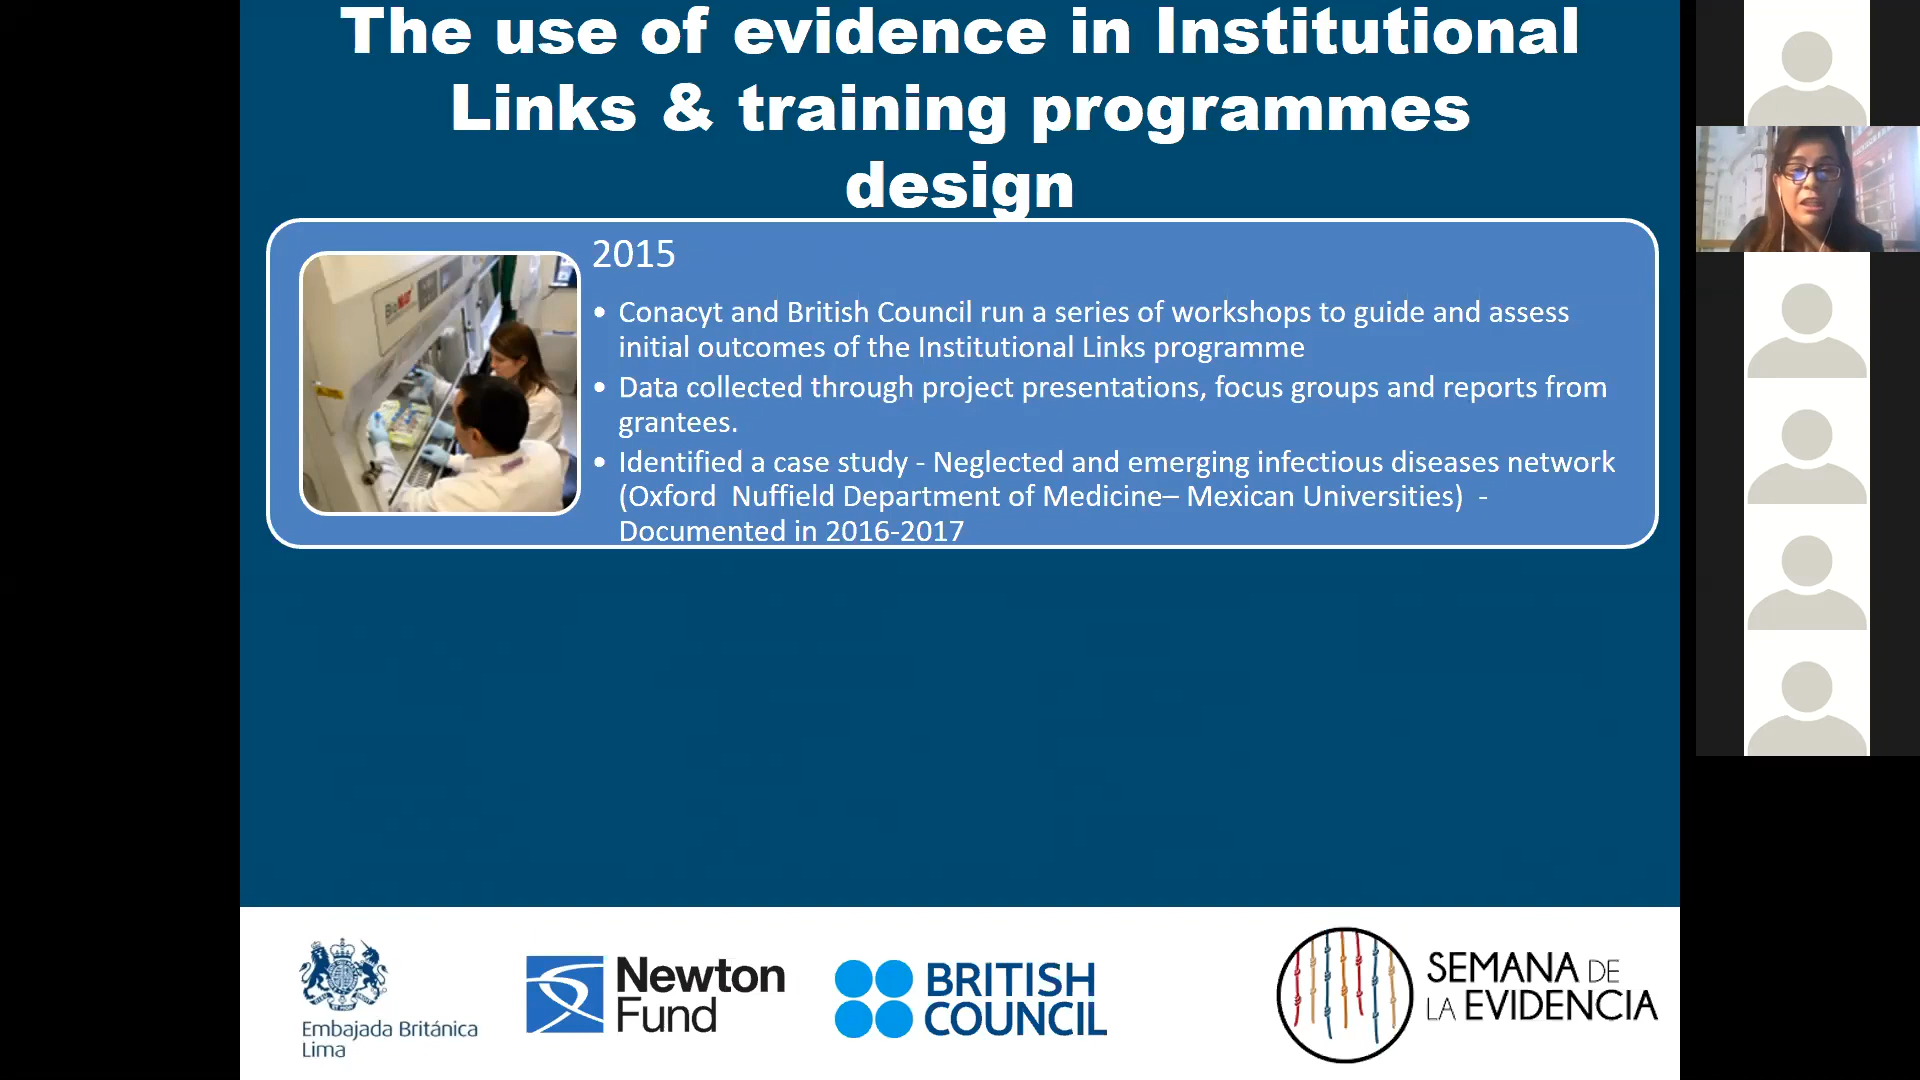 The use of evidence in Institutional
Links & training programmes
design
2015
• Conacyt and British Council run a series of workshops to guide and assess
initial outcomes of the Institutional Links programme
• Data collected through project presentations, focus groups and reports from
grantees.
• Identified a case study - Neglected and emerging infectious diseases network
(Oxford Nuffield Department of Medicine– Mexican Universities) -
Documented in 2016-2017
Embajada Británica
Lima
Newton
Fund
BRITISH
COUNCIL
SEMANA DE
LA EVIDENCIA